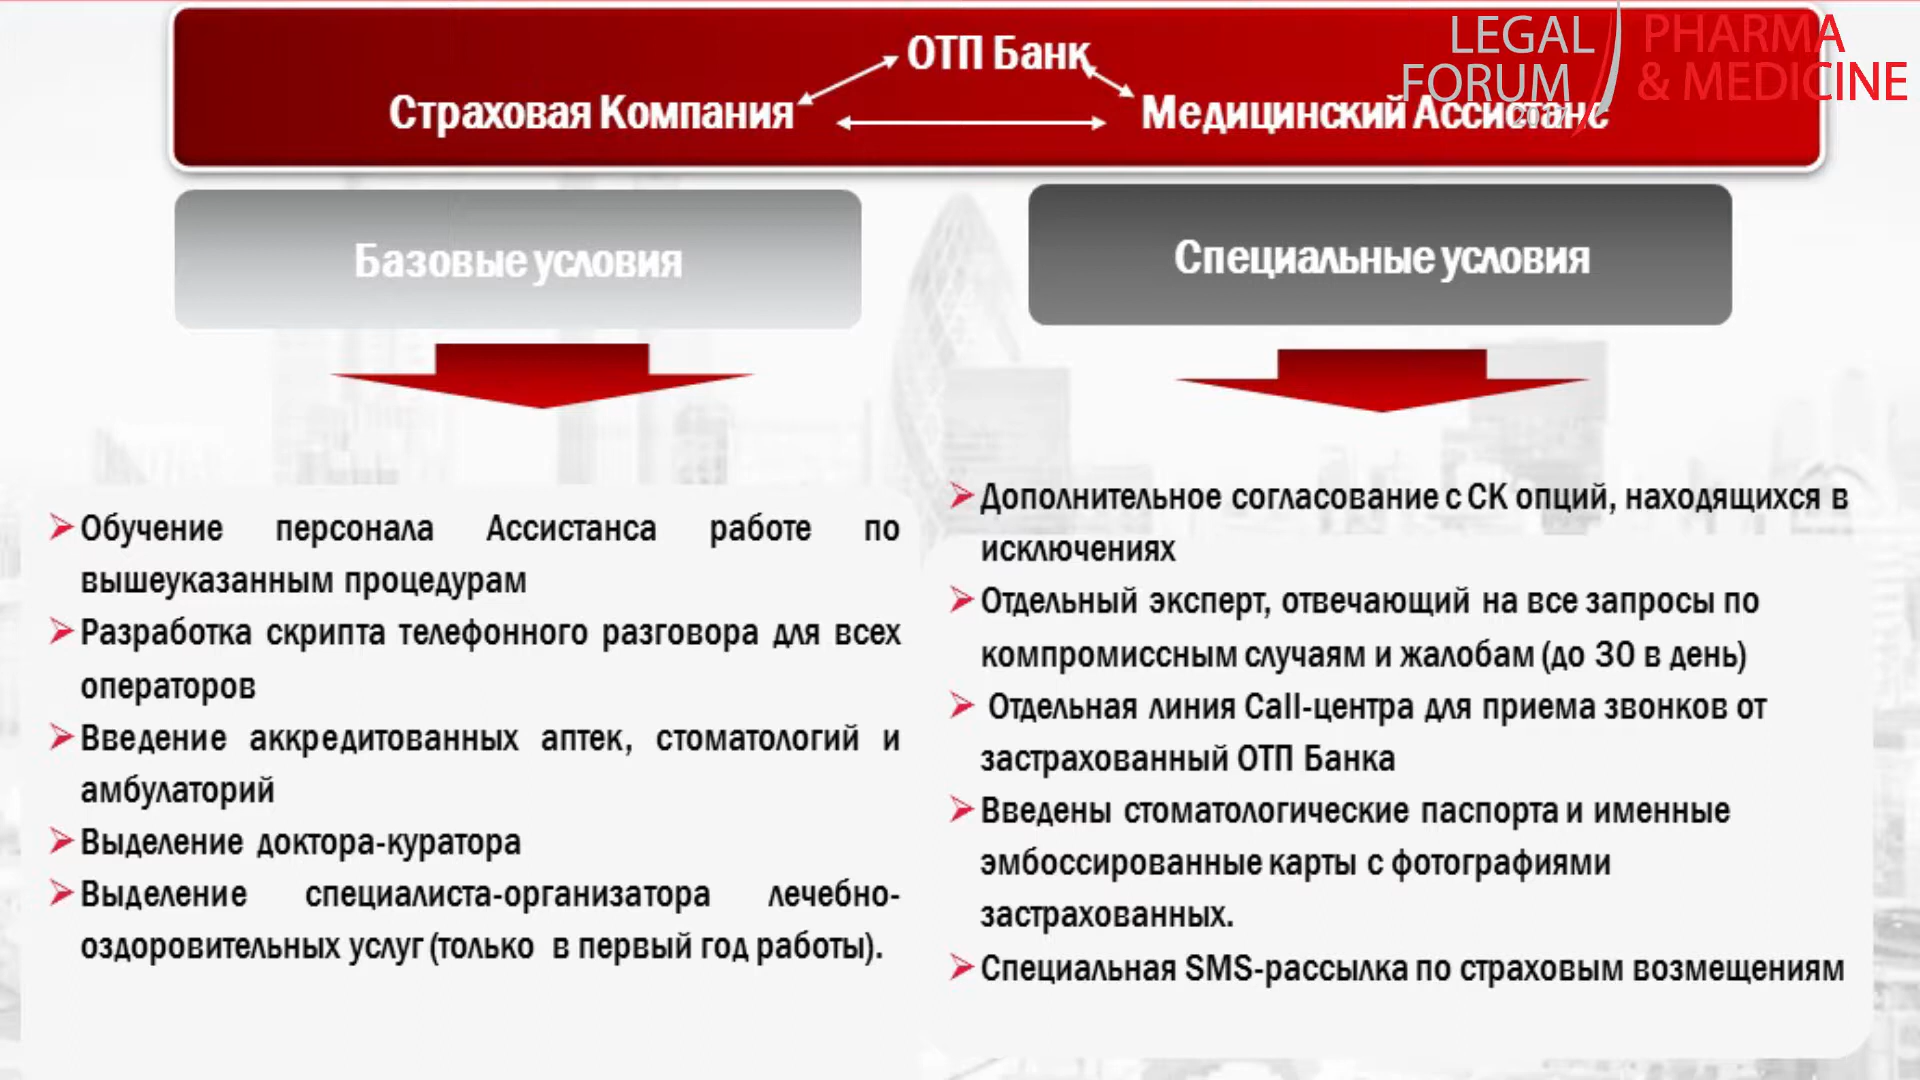 ОТП Банк
Страховая Компания
Медицинский Ассистанс
LEGAL
FORUM
2017
PHARMA
& MEDICINE
Базовые условия
Обучение персонала Ассистанса работе по
вышеуказанным процедурам
Разработка скрипта телефонного разговора для всех
операторов
Введение аккредитованных аптек, стоматологий и
амбулаторий
Выделение доктора-куратора
Выделение специалиста-организатора лечебно-
оздоровительных услуг (только в первый год работы).
Специальные условия
Дополнительное согласование с СК опций, находящихся в
исключениях
Отдельный эксперт, отвечающий на все запросы по
компромиссным случаям и жалобам (до 30 в день)
Отдельная линия Call-центра для приема звонков от
застрахованный ОТП Банка
Введены стоматологические паспорта и именные
эмбоссированные карты с фотографиями
застрахованных.
Специальная SMS-рассылка по страховым возмещениям